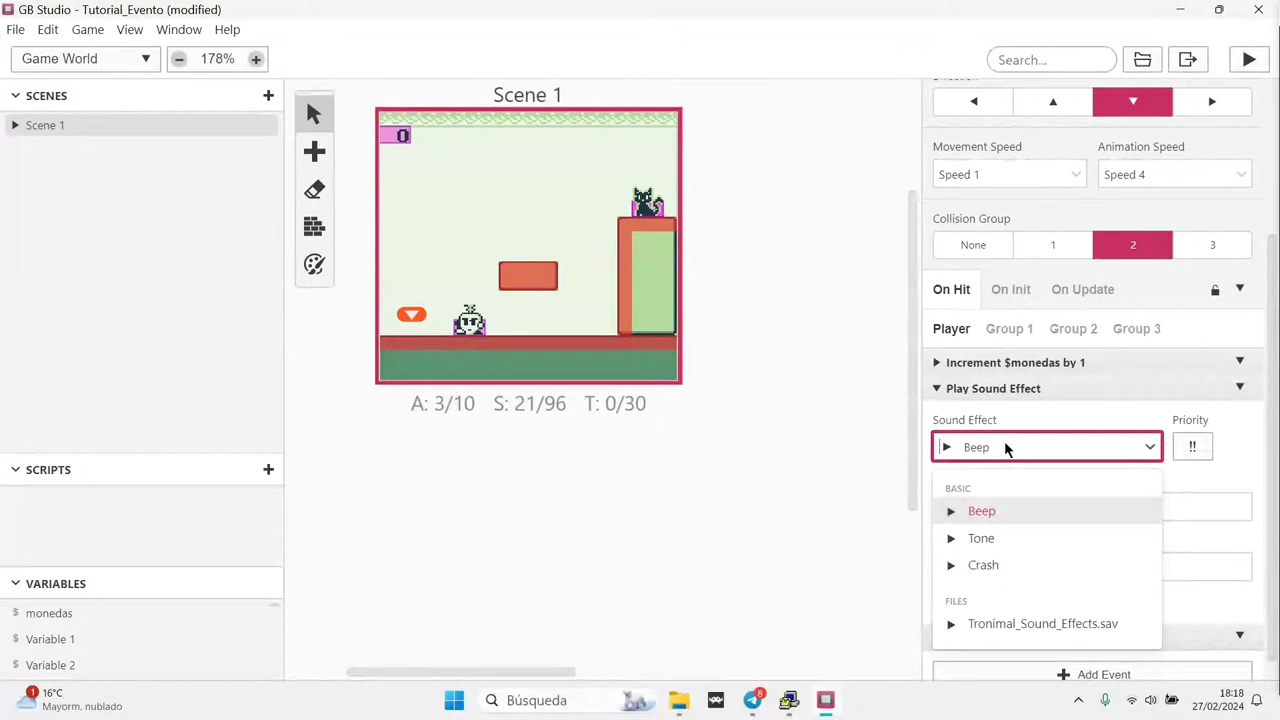 GB Studio - Tutorial_Evento (modified)
File Edit Game View Window Help
Game World
178%
Search...
SCENES
Scene 1
Scene 1
0
A: 3/10 S: 21/96 T: 0/30
SCRIPTS
VARIABLES
$ monedas
$ Variable 1
$ Variable 2
Movement Speed
Animation Speed
Speed 1
Speed 4
Collision Group
None 1 2 3
On Hit On Init On Update
Player Group 1 Group 2 Group 3
Increment $monedas by 1
Play Sound Effect
Sound Effect
Priority
Beep
!!
BASIC
Beep
Tone
Crash
FILES
Tronimal_Sound_Effects.sav
Add Event
1
16°C
Mayorm. nublado
Búsqueda
8
18:18
27/02/2024